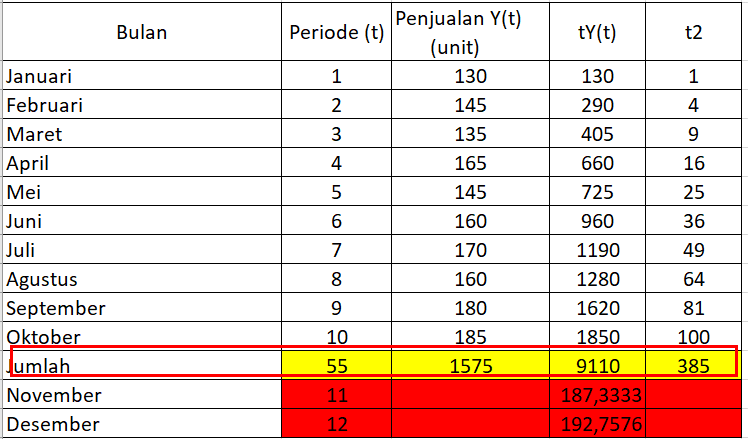 Bulan Periode (t) Penjualan Y(t) (unit) tY(t) t2
Januari 1 130 130 1
Februari 2 145 290 4
Maret 3 135 405 9
April 4 165 660 16
Mei 5 145 725 25
Juni 6 160 960 36
Juli 7 170 1190 49
Agustus 8 160 1280 64
September 9 180 1620 81
Oktober 10 185 1850 100
Jumlah 55 1575 9110 385
November 11 187,3333
Desember 12 192,7576